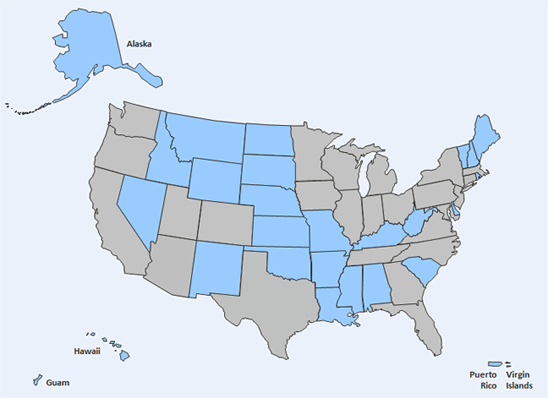 Alaska
Hawaii
Guam
Puerto
Rico
Virgin
Islands